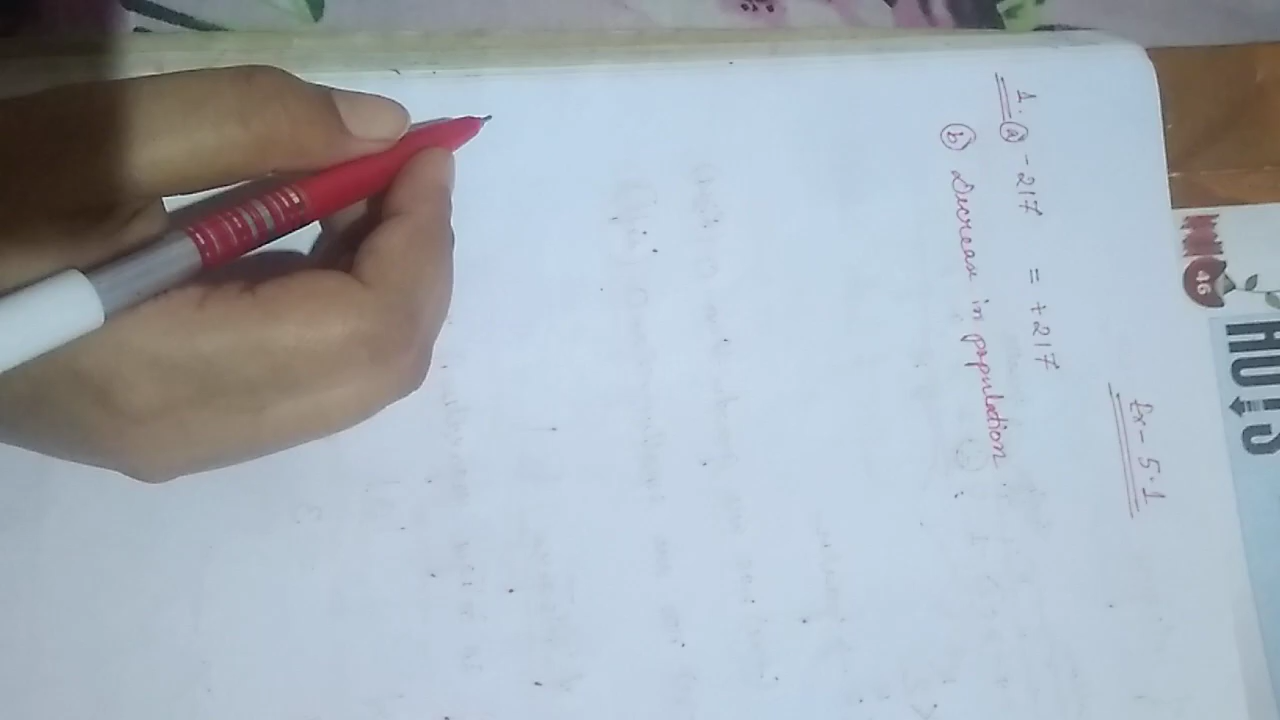 46
HOTS
Ex - 5.1
1. (a) -217 = +217
(b) Decrease in population